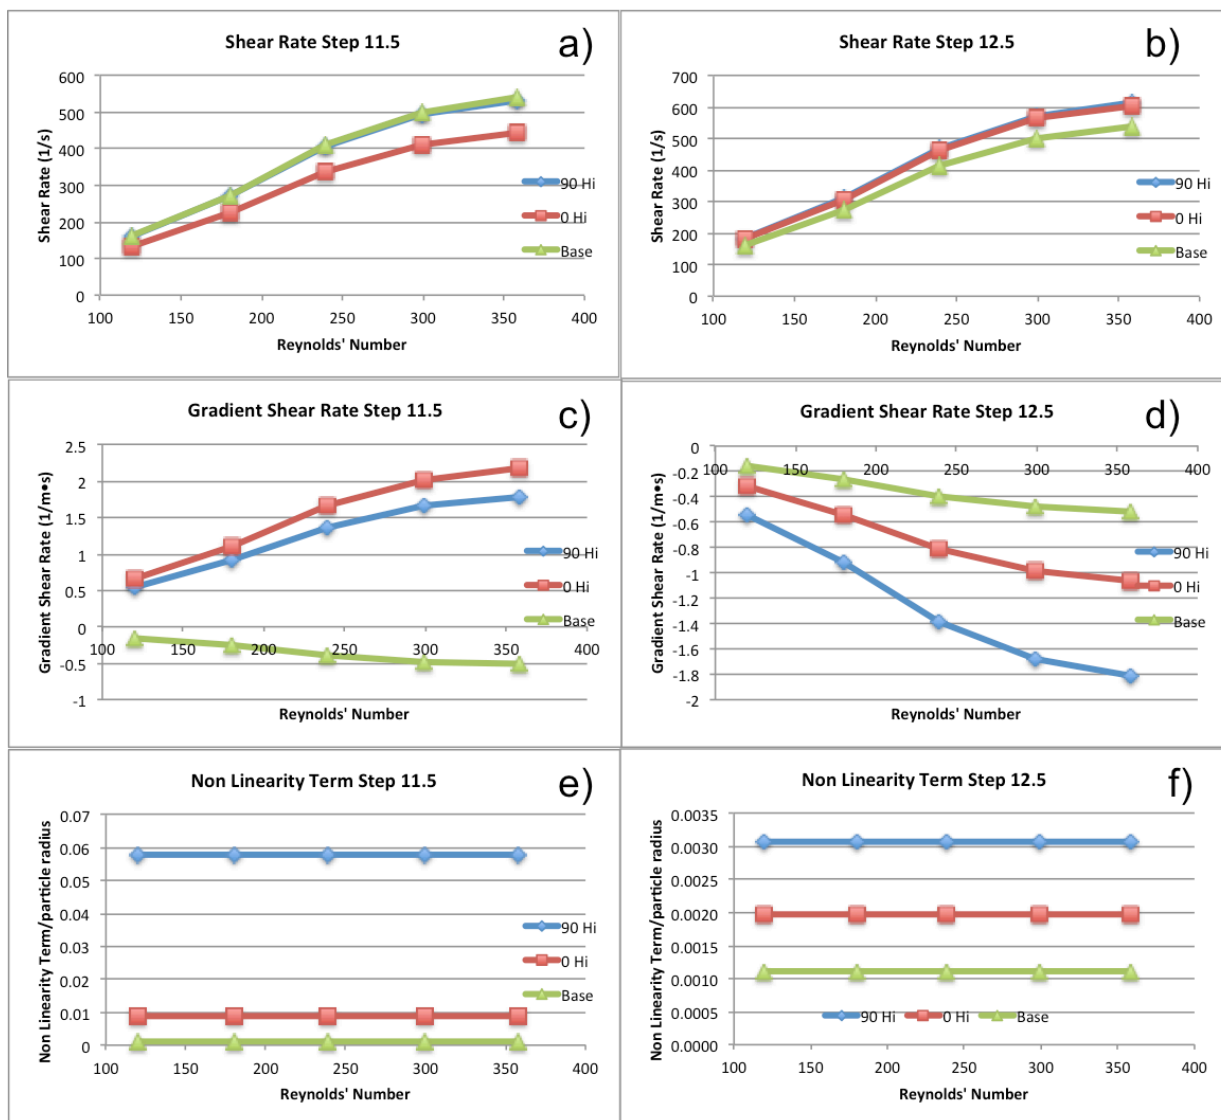 Shear Rate Step 11.5
a)
Shear Rate (1/s)
600
500
400
300
200
100
0
100 150 200 250 300 350 400
Reynolds' Number
90 Hi
0 Hi
Base
Shear Rate Step 12.5
b)
Shear Rate (1/s)
700
600
500
400
300
200
100
0
100 150 200 250 300 350 400
Reynolds' Number
90 Hi
0 Hi
Base
Gradient Shear Rate Step 11.5
c)
Gradient Shear Rate (1/m•s)
2.5
2
1.5
1
0.5
0
-0.5
-1
100 150 200 250 300 350 400
Reynolds' Number
90 Hi
0 Hi
Base
Gradient Shear Rate Step 12.5
d)
Gradient Shear Rate (1/m•s)
0
-0.2
-0.4
-0.6
-0.8
-1
-1.2
-1.4
-1.6
-1.8
-2
100 150 200 250 300 350 400
Reynolds' Number
90 Hi
0 Hi
Base
Non Linearity Term Step 11.5
e)
Non Linearity Term/particle radius
0.07
0.06
0.05
0.04
0.03
0.02
0.01
0
100 150 200 250 300 350 400
Reynolds' Number
90 Hi
0 Hi
Base
Non Linearity Term Step 12.5
f)
Non Linearity Term/particle radius
0.0035
0.0030
0.0025
0.0020
0.0015
0.0010
0.0005
0.0000
90 Hi 0 Hi Base
100 150 200 250 300 350 400
Reynolds' Number